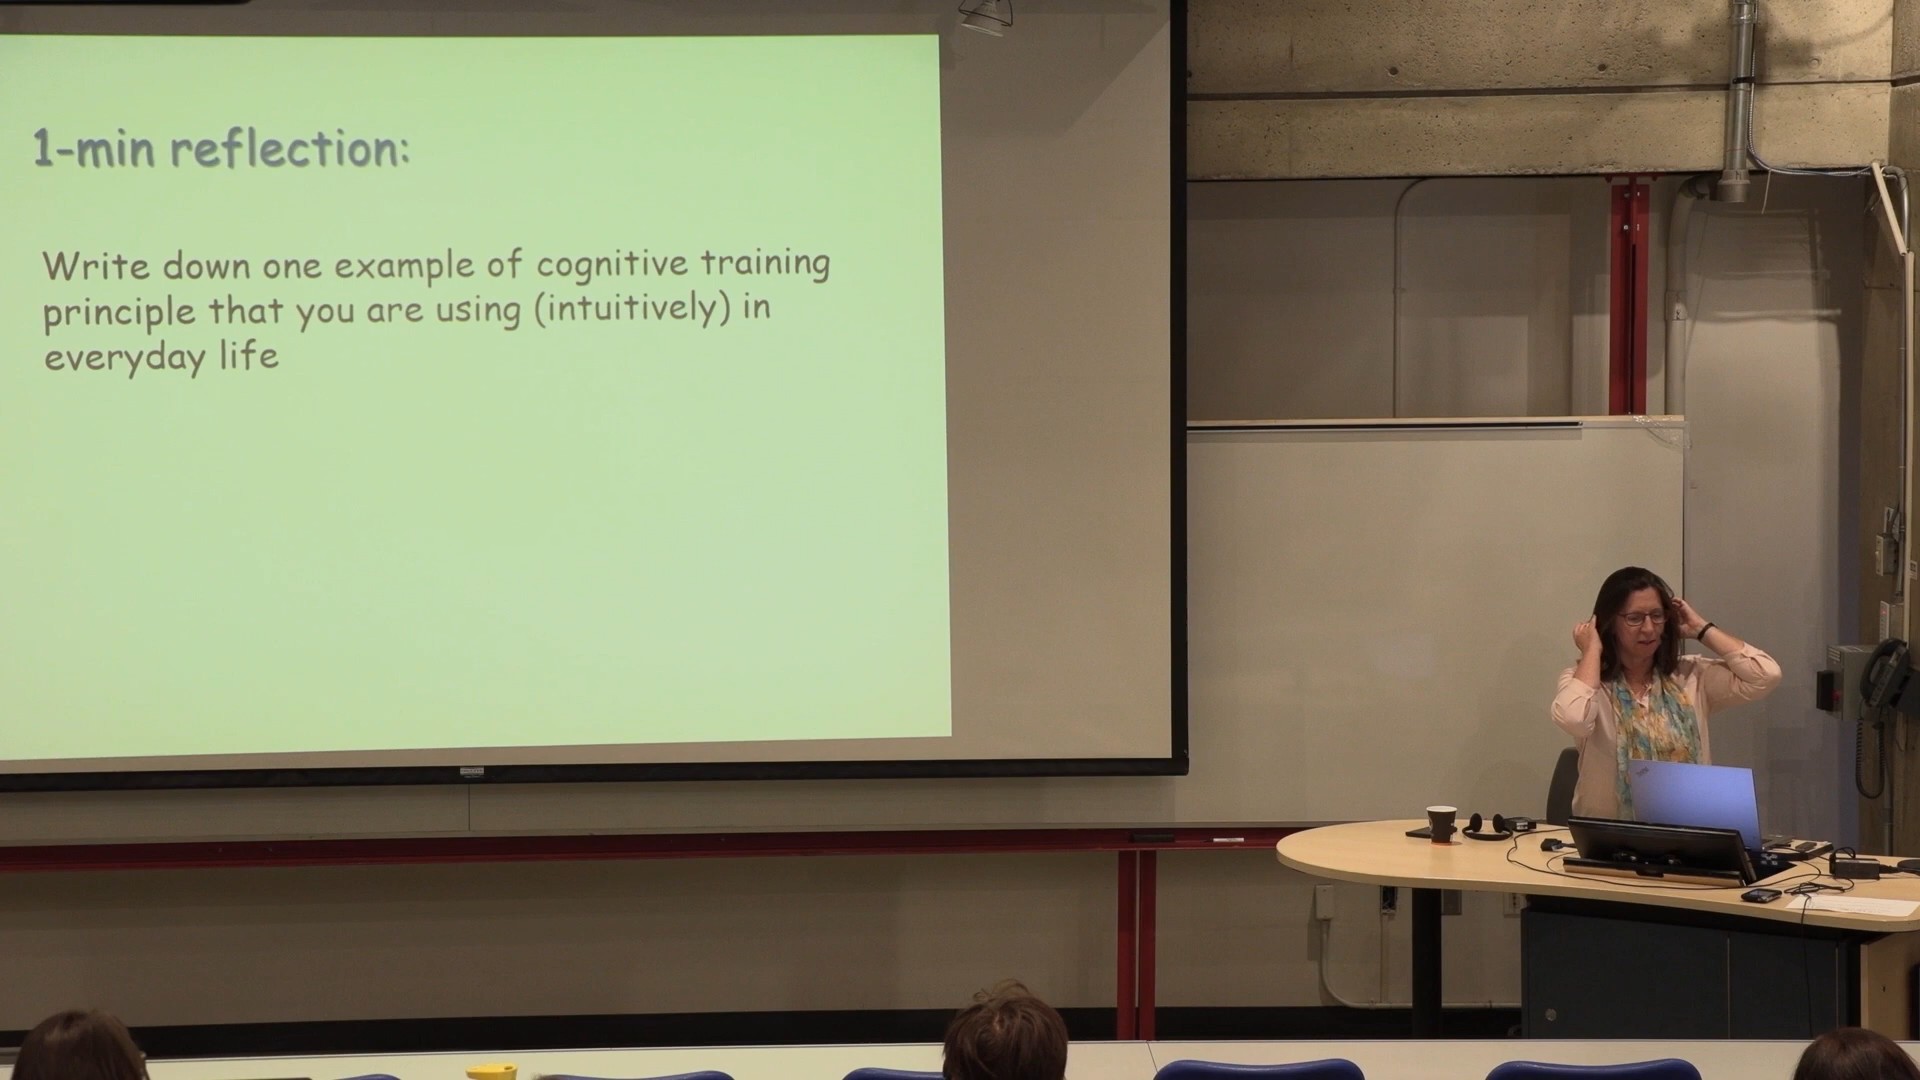 1-min reflection:
Write down one example of cognitive training
principle that you are using (intuitively) in
everyday life